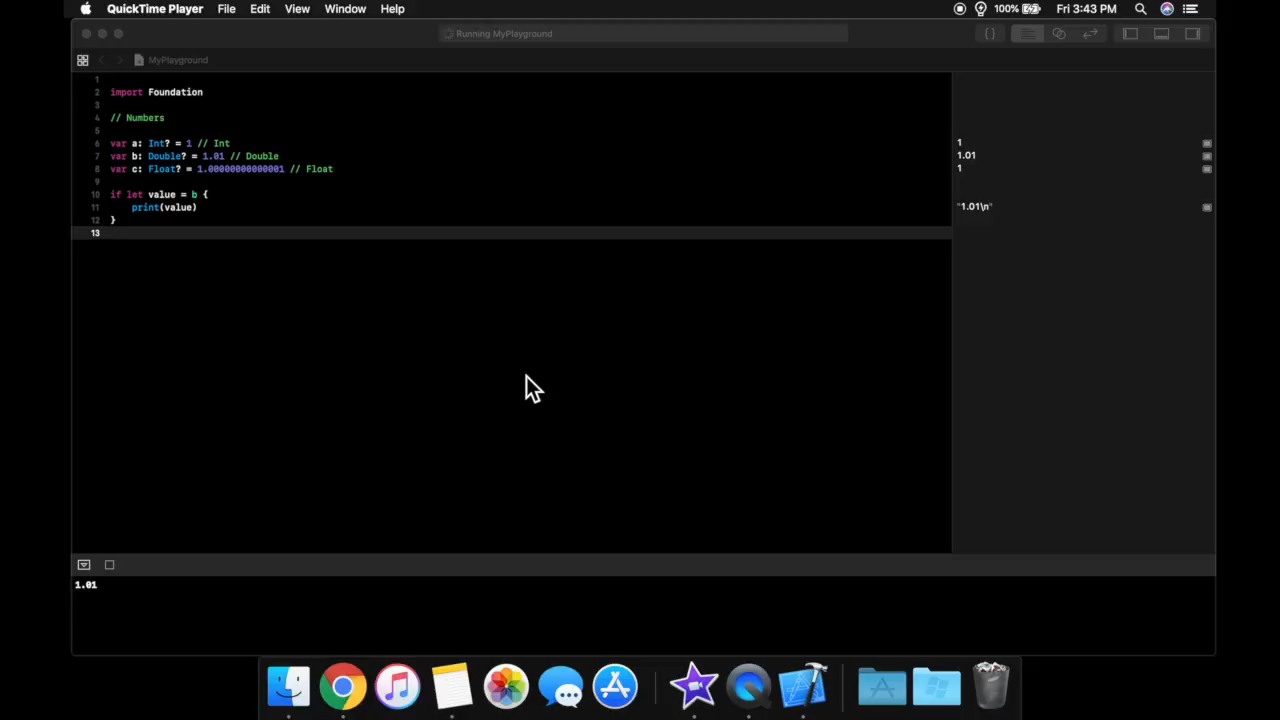 QuickTime Player File Edit View Window Help 100% Fri 3:43 PM
Running MyPlayground { }
MyPlayground
1
2 import Foundation
3
4 // Numbers
5
6 var a: Int? = 1 // Int 1
7 var b: Double? = 1.01 // Double 1.01
8 var c: Float? = 1.00000000000001 // Float 1
9
10 if let value = b {
11 print(value) "1.01\n"
12 }
13
1.01